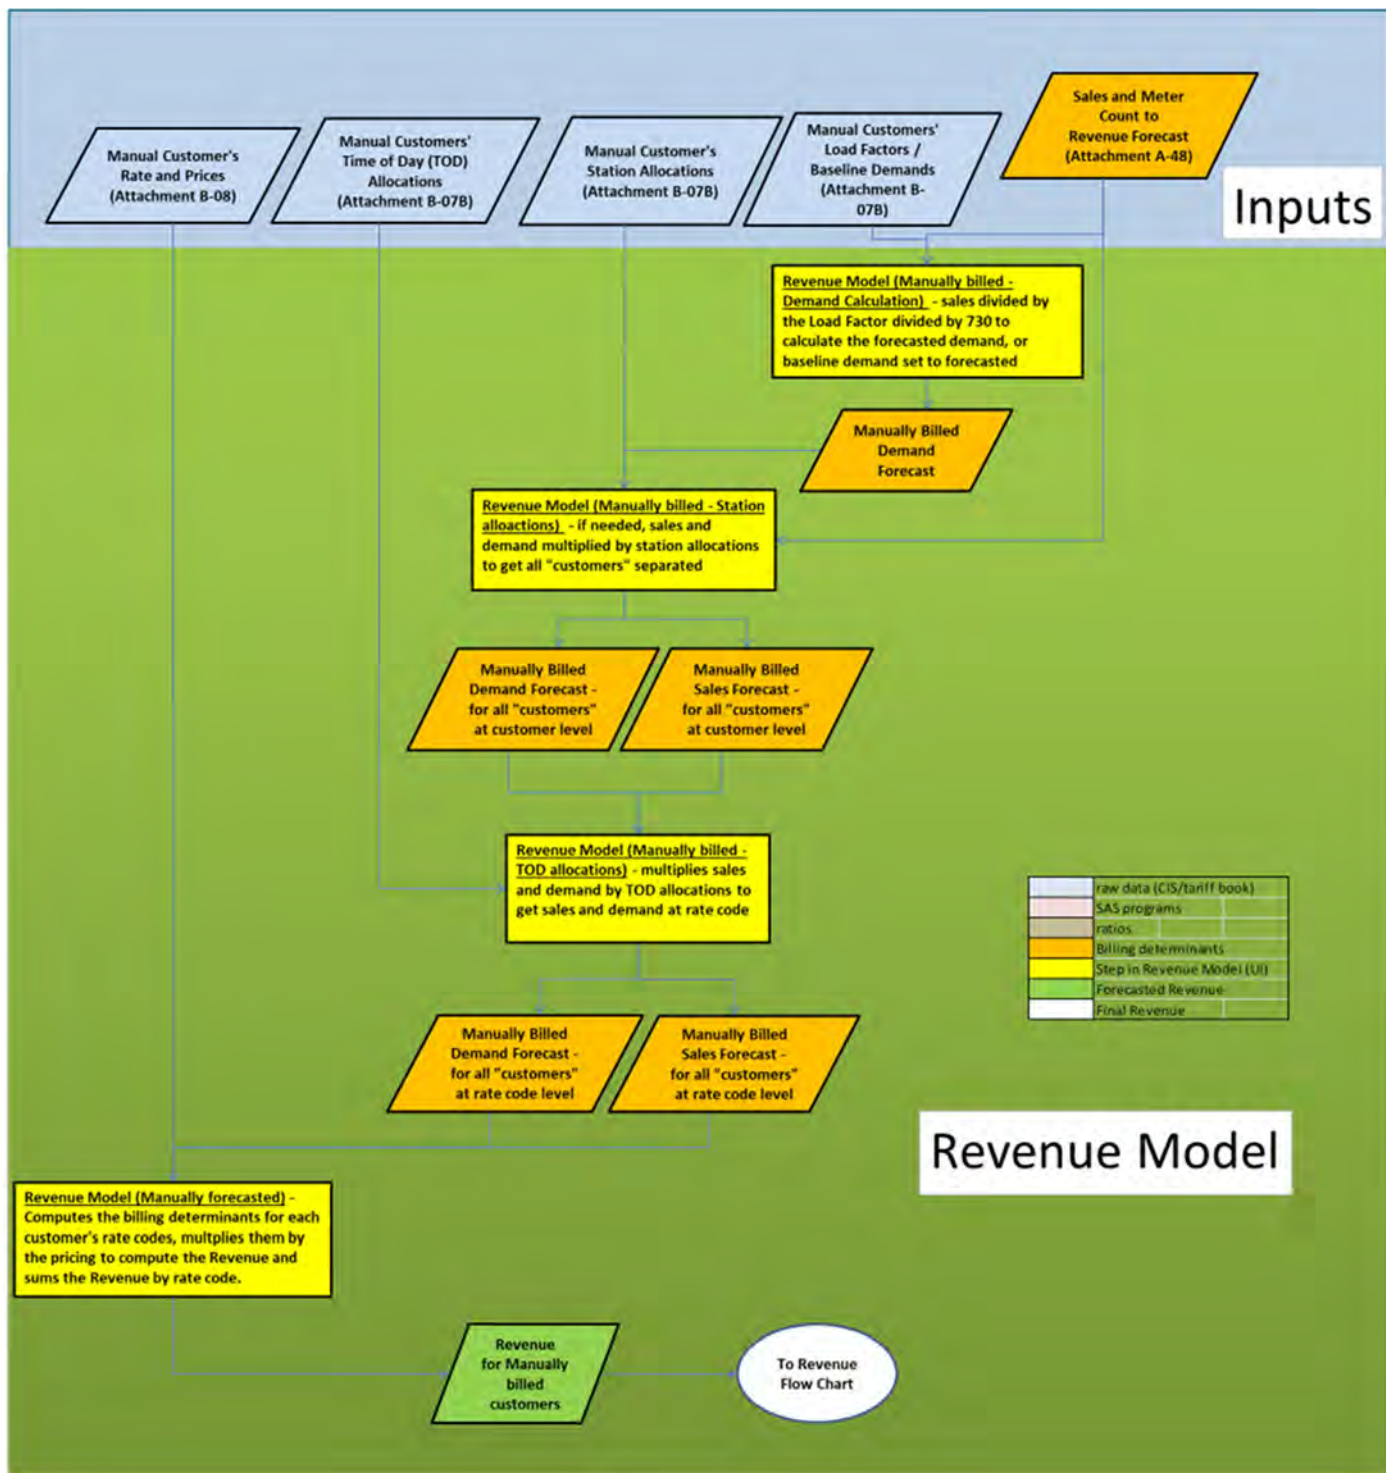 Sales and Meter
Count to
Revenue Forecast
(Attachment A-48)
Manual Customer's
Rate and Prices
(Attachment B-08)
Manual Customers'
Time of Day (TOD)
Allocations
(Attachment B-07B)
Manual Customer's
Station Allocations
(Attachment B-07B)
Manual Customers'
Load Factors /
Baseline Demands
(Attachment B-
07B)
Inputs
Revenue Model (Manually billed -
Demand Calculation) - sales divided by
the Load Factor divided by 730 to
calculate the forecasted demand, or
baseline demand set to forecasted
Manually Billed
Demand
Forecast
Revenue Model (Manually billed - Station
alloactions) - if needed, sales and
demand multiplied by station allocations
to get all "customers" separated
Manually Billed
Demand Forecast -
for all "customers"
at customer level
Manually Billed
Sales Forecast -
for all "customers"
at customer level
Revenue Model (Manually billed -
TOD allocations) - multiplies sales
and demand by TOD allocations to
get sales and demand at rate code
raw data (CIS/tariff book)
SAS programs
ratios
Billing determinants
Step in Revenue Model (UI)
Forecasted Revenue
Final Revenue
Manually Billed
Demand Forecast -
for all "customers"
at rate code level
Manually Billed
Sales Forecast -
for all "customers"
at rate code level
Revenue Model
Revenue Model (Manually forecasted) -
Computes the billing determinants for each
customer's rate codes, multplies them by
the pricing to compute the Revenue and
sums the Revenue by rate code.
Revenue
for Manually
billed
customers
To Revenue
Flow Chart